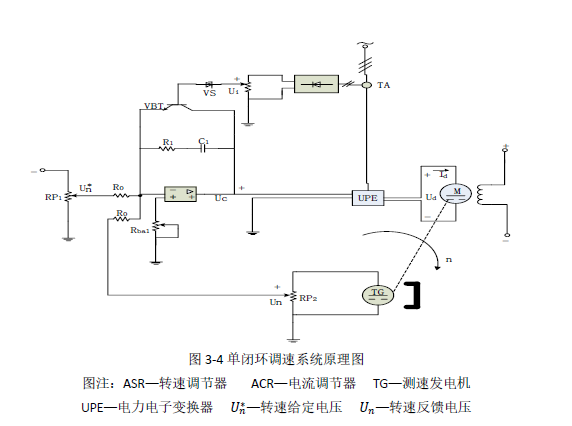 VS
+
Ui
TA
VBT
R1
C1
−
RP1
Un*
R0
− +
+
Uc
R0
Rbal
UPE
+
Id
Ud
−
M
+
−
n
+
Un
RP2
TG
图 3-4 单闭环调速系统原理图
图注：ASR—转速调节器 ACR—电流调节器 TG—测速发电机
UPE—电力电子变换器 Un*—转速给定电压 Un—转速反馈电压